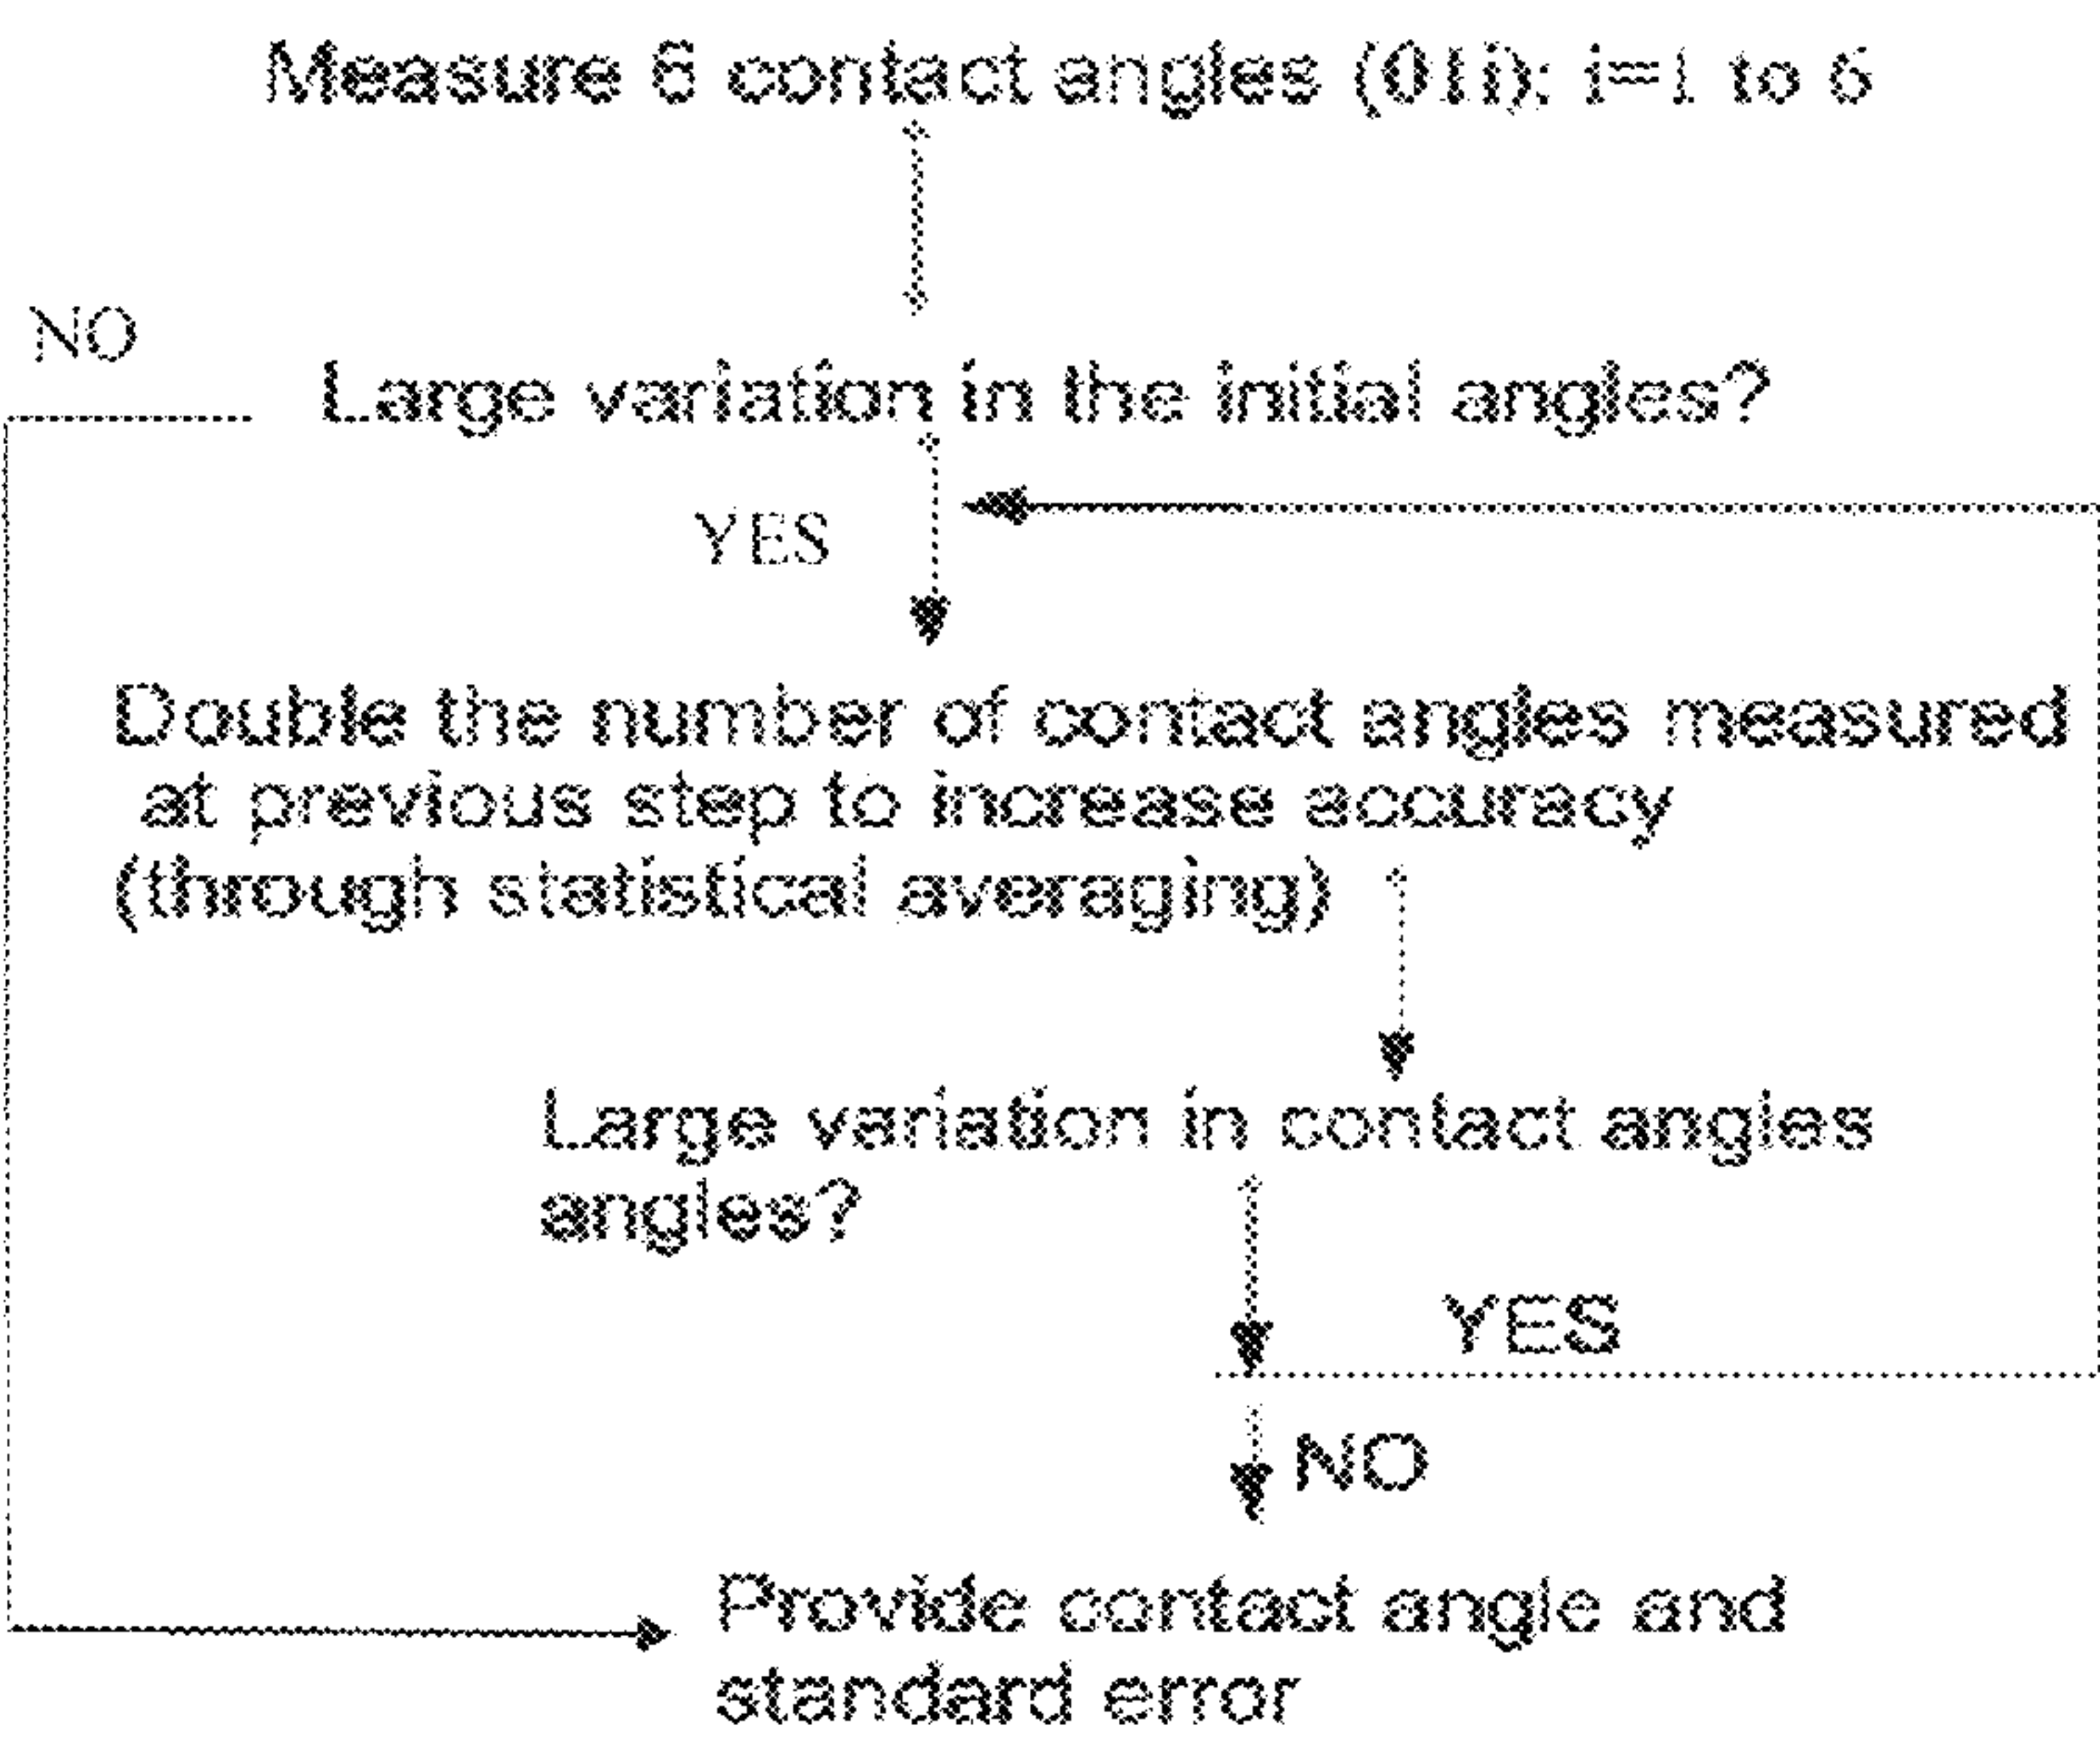 Measure 6 contact angles (θ1i); i=1 to 6
NO
Large variation in the initial angles?
YES
Double the number of contact angles measured
at previous step to increase accuracy
(through statistical averaging)
Large variation in contact angles
angles?
YES
NO
Provide contact angle and
standard error